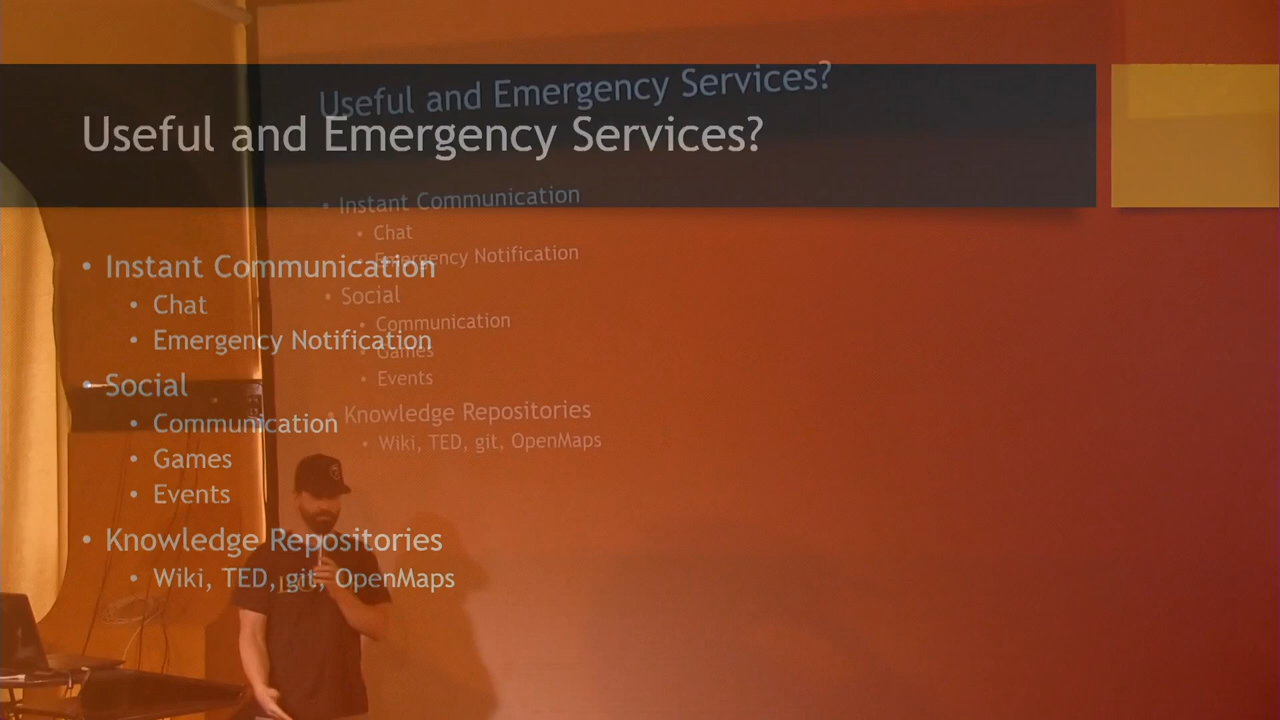 Useful and Emergency Services?
• Instant Communication
• Chat
• Emergency Notification
• Social
• Communication
• Games
• Events
• Knowledge Repositories
• Wiki, TED, git, OpenMaps
Useful and Emergency Services?
• Instant Communication
• Chat
• Emergency Notification
• Social
• Communication
• Games
• Events
• Knowledge Repositories
• Wiki, TED, git, OpenMaps